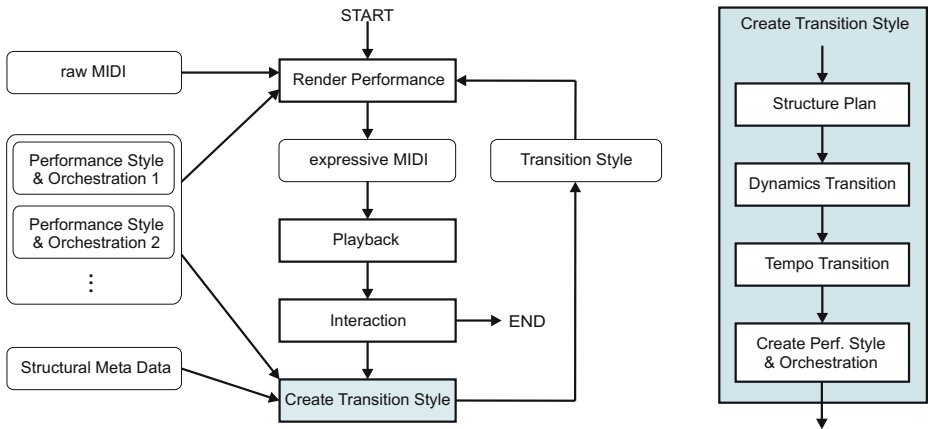 START
raw MIDI
Render Performance
Performance Style
& Orchestration 1
Performance Style
& Orchestration 2
⋮
expressive MIDI
Transition Style
Playback
Interaction
END
Structural Meta Data
Create Transition Style
Create Transition Style
Structure Plan
Dynamics Transition
Tempo Transition
Create Perf. Style
& Orchestration